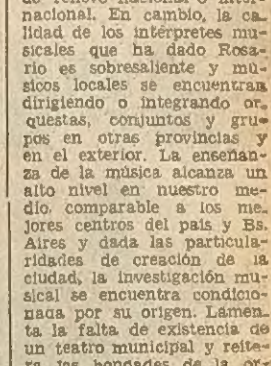 de relieve nacional o inter-
nacional. En cambio, la ca-
lidad de los intérpretes mu-
sicales que ha dado Rosa-
rio es sobresaliente y mú-
sicos locales se encuentran
dirigiendo o integrando or-
questas, conjuntos y gru-
pos en otras provincias y
en el exterior. La enseñan-
za de la música alcanza un
alto nivel en nuestro me-
dio, comparable a los me-
jores centros del país y Bs.
Aires y dada las particula-
ridades de creación de la
ciudad, la investigación mu-
sical se encuentra condicio-
nada por su origen. Lamen-
ta la falta de existencia de
un teatro municipal y reite-
ra las bondades de la or-